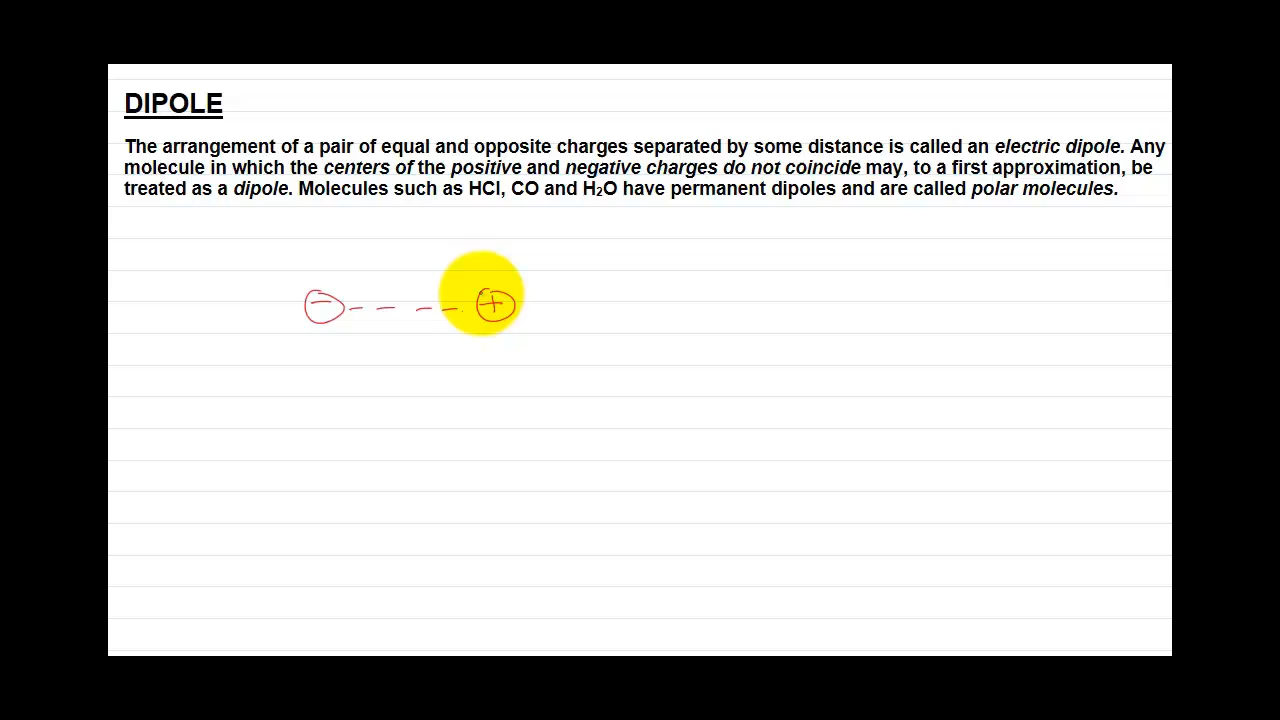 DIPOLE
The arrangement of a pair of equal and opposite charges separated by some distance is called an electric dipole. Any
molecule in which the centers of the positive and negative charges do not coincide may, to a first approximation, be
treated as a dipole. Molecules such as HCl, CO and H₂O have permanent dipoles and are called polar molecules.
− +